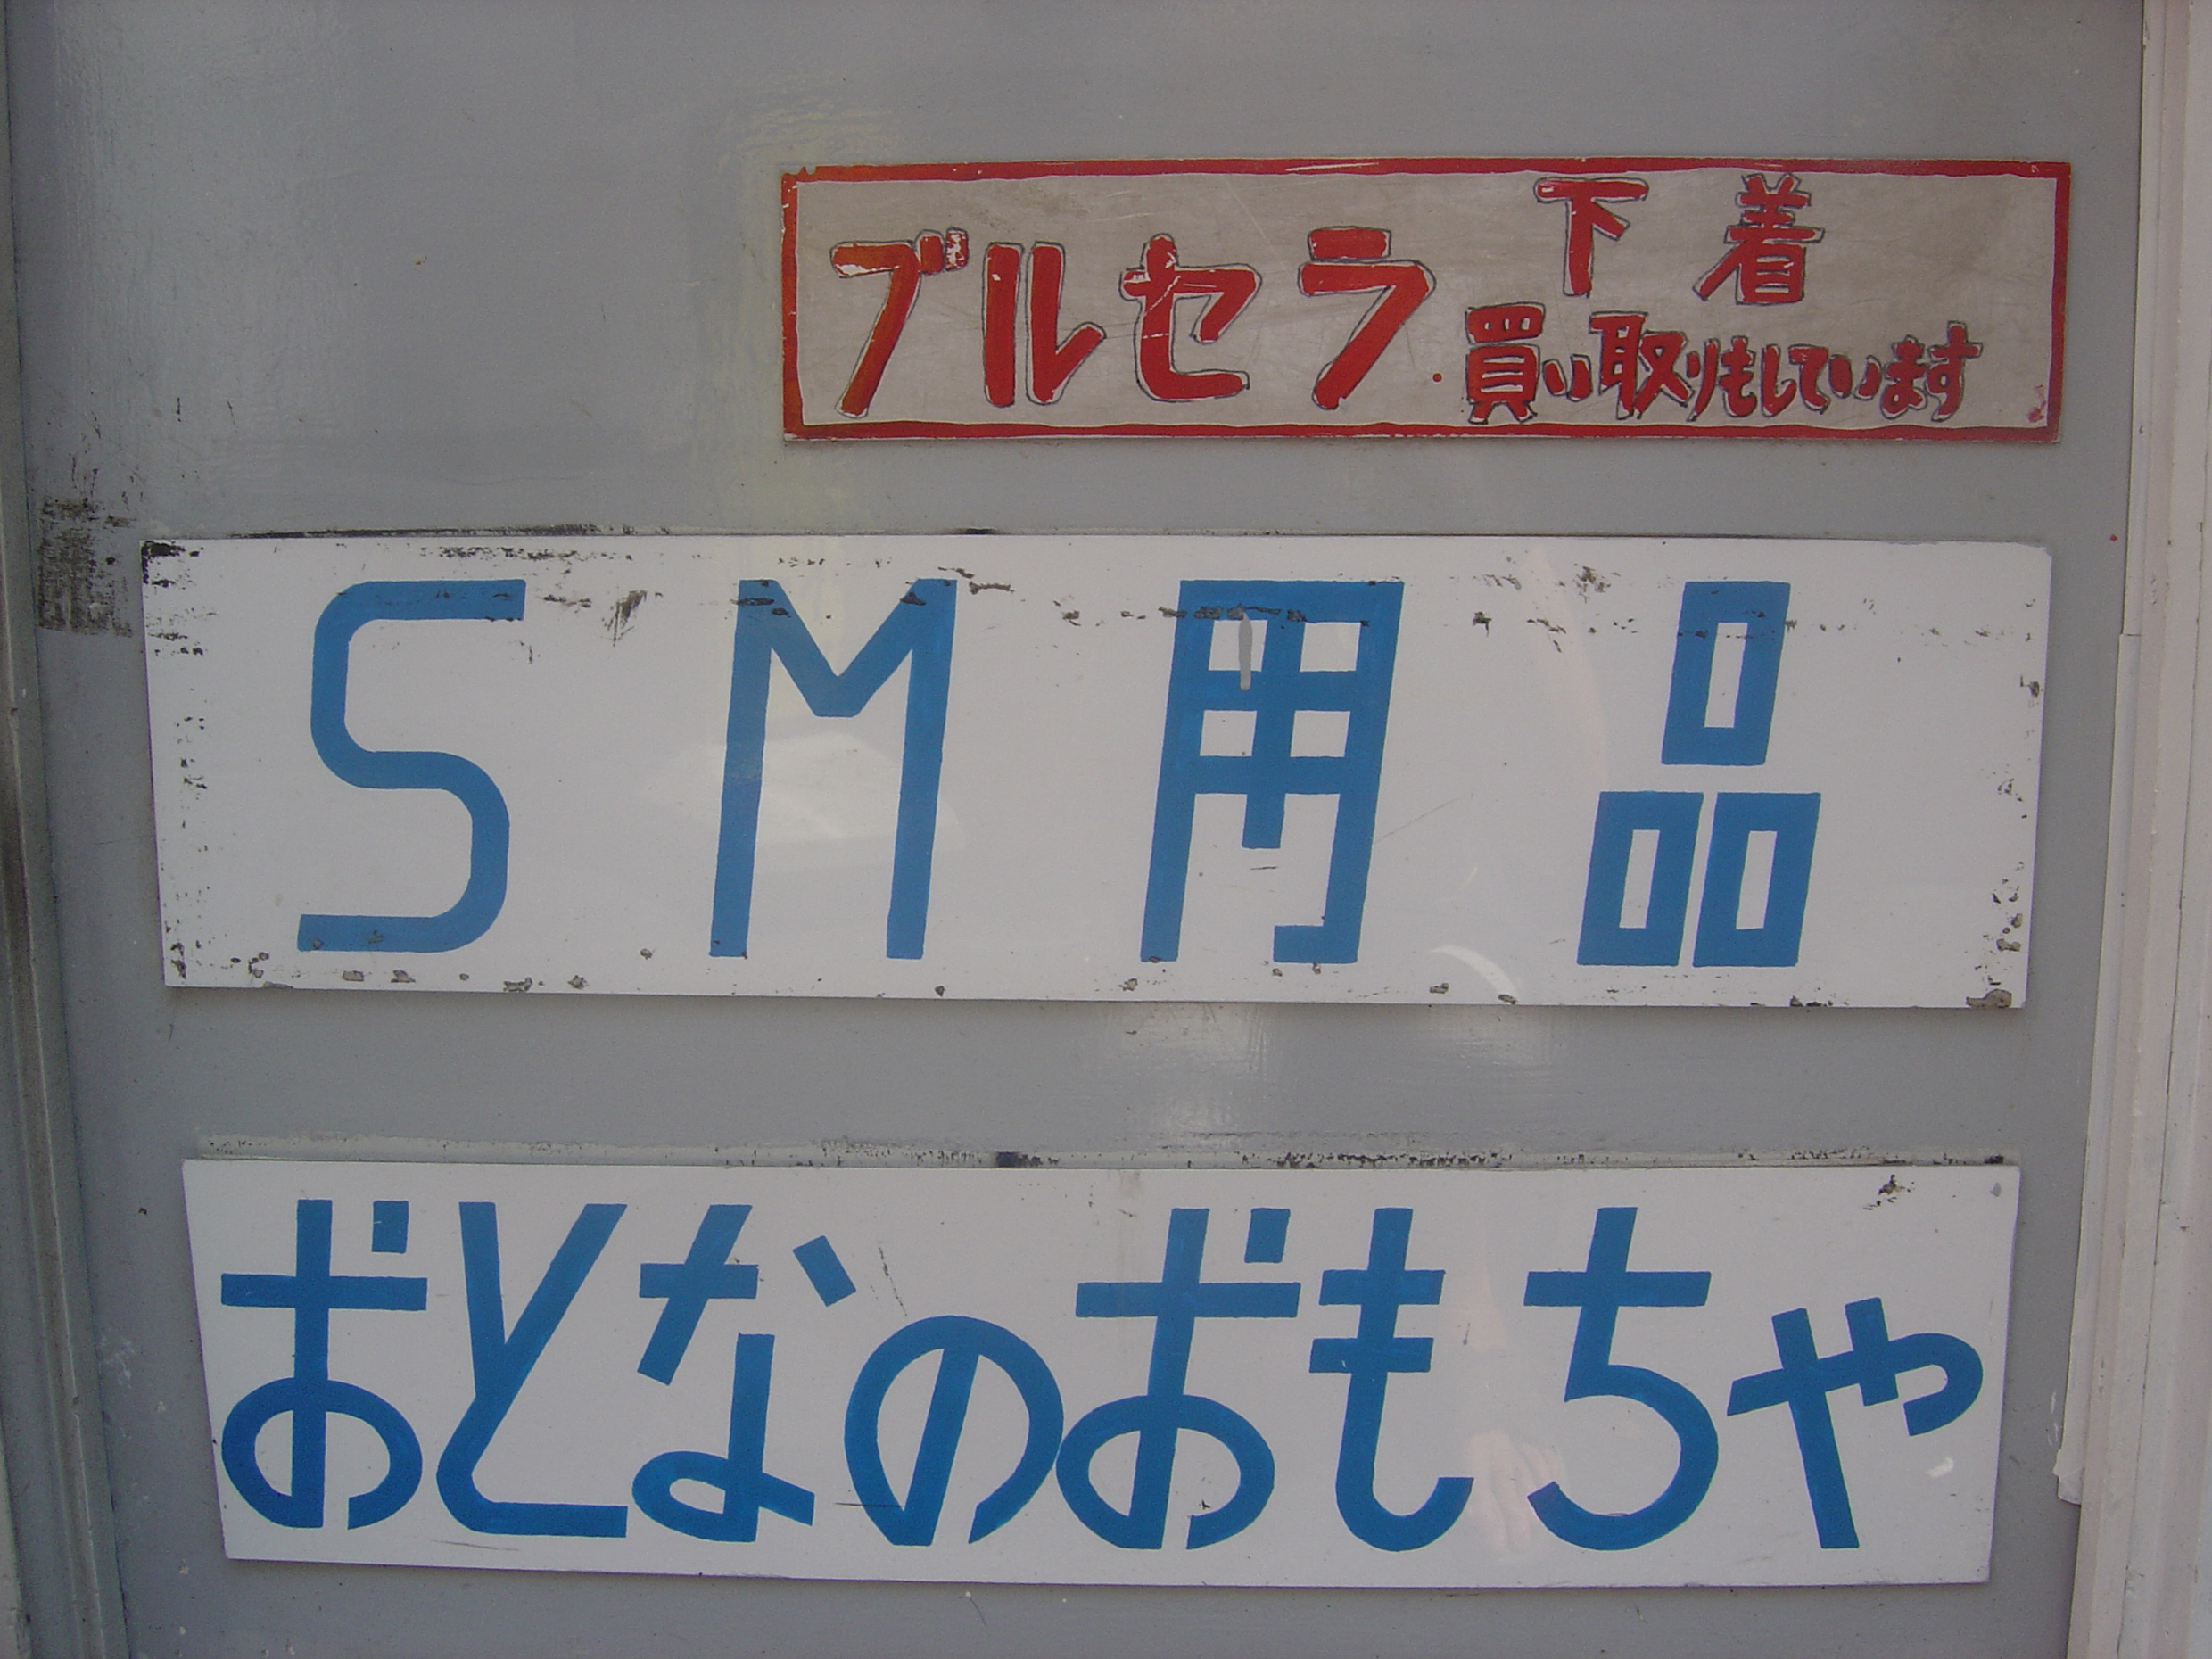 ブルセラ 下着
買い取りもしています
SM用品
おとなのおもちゃ